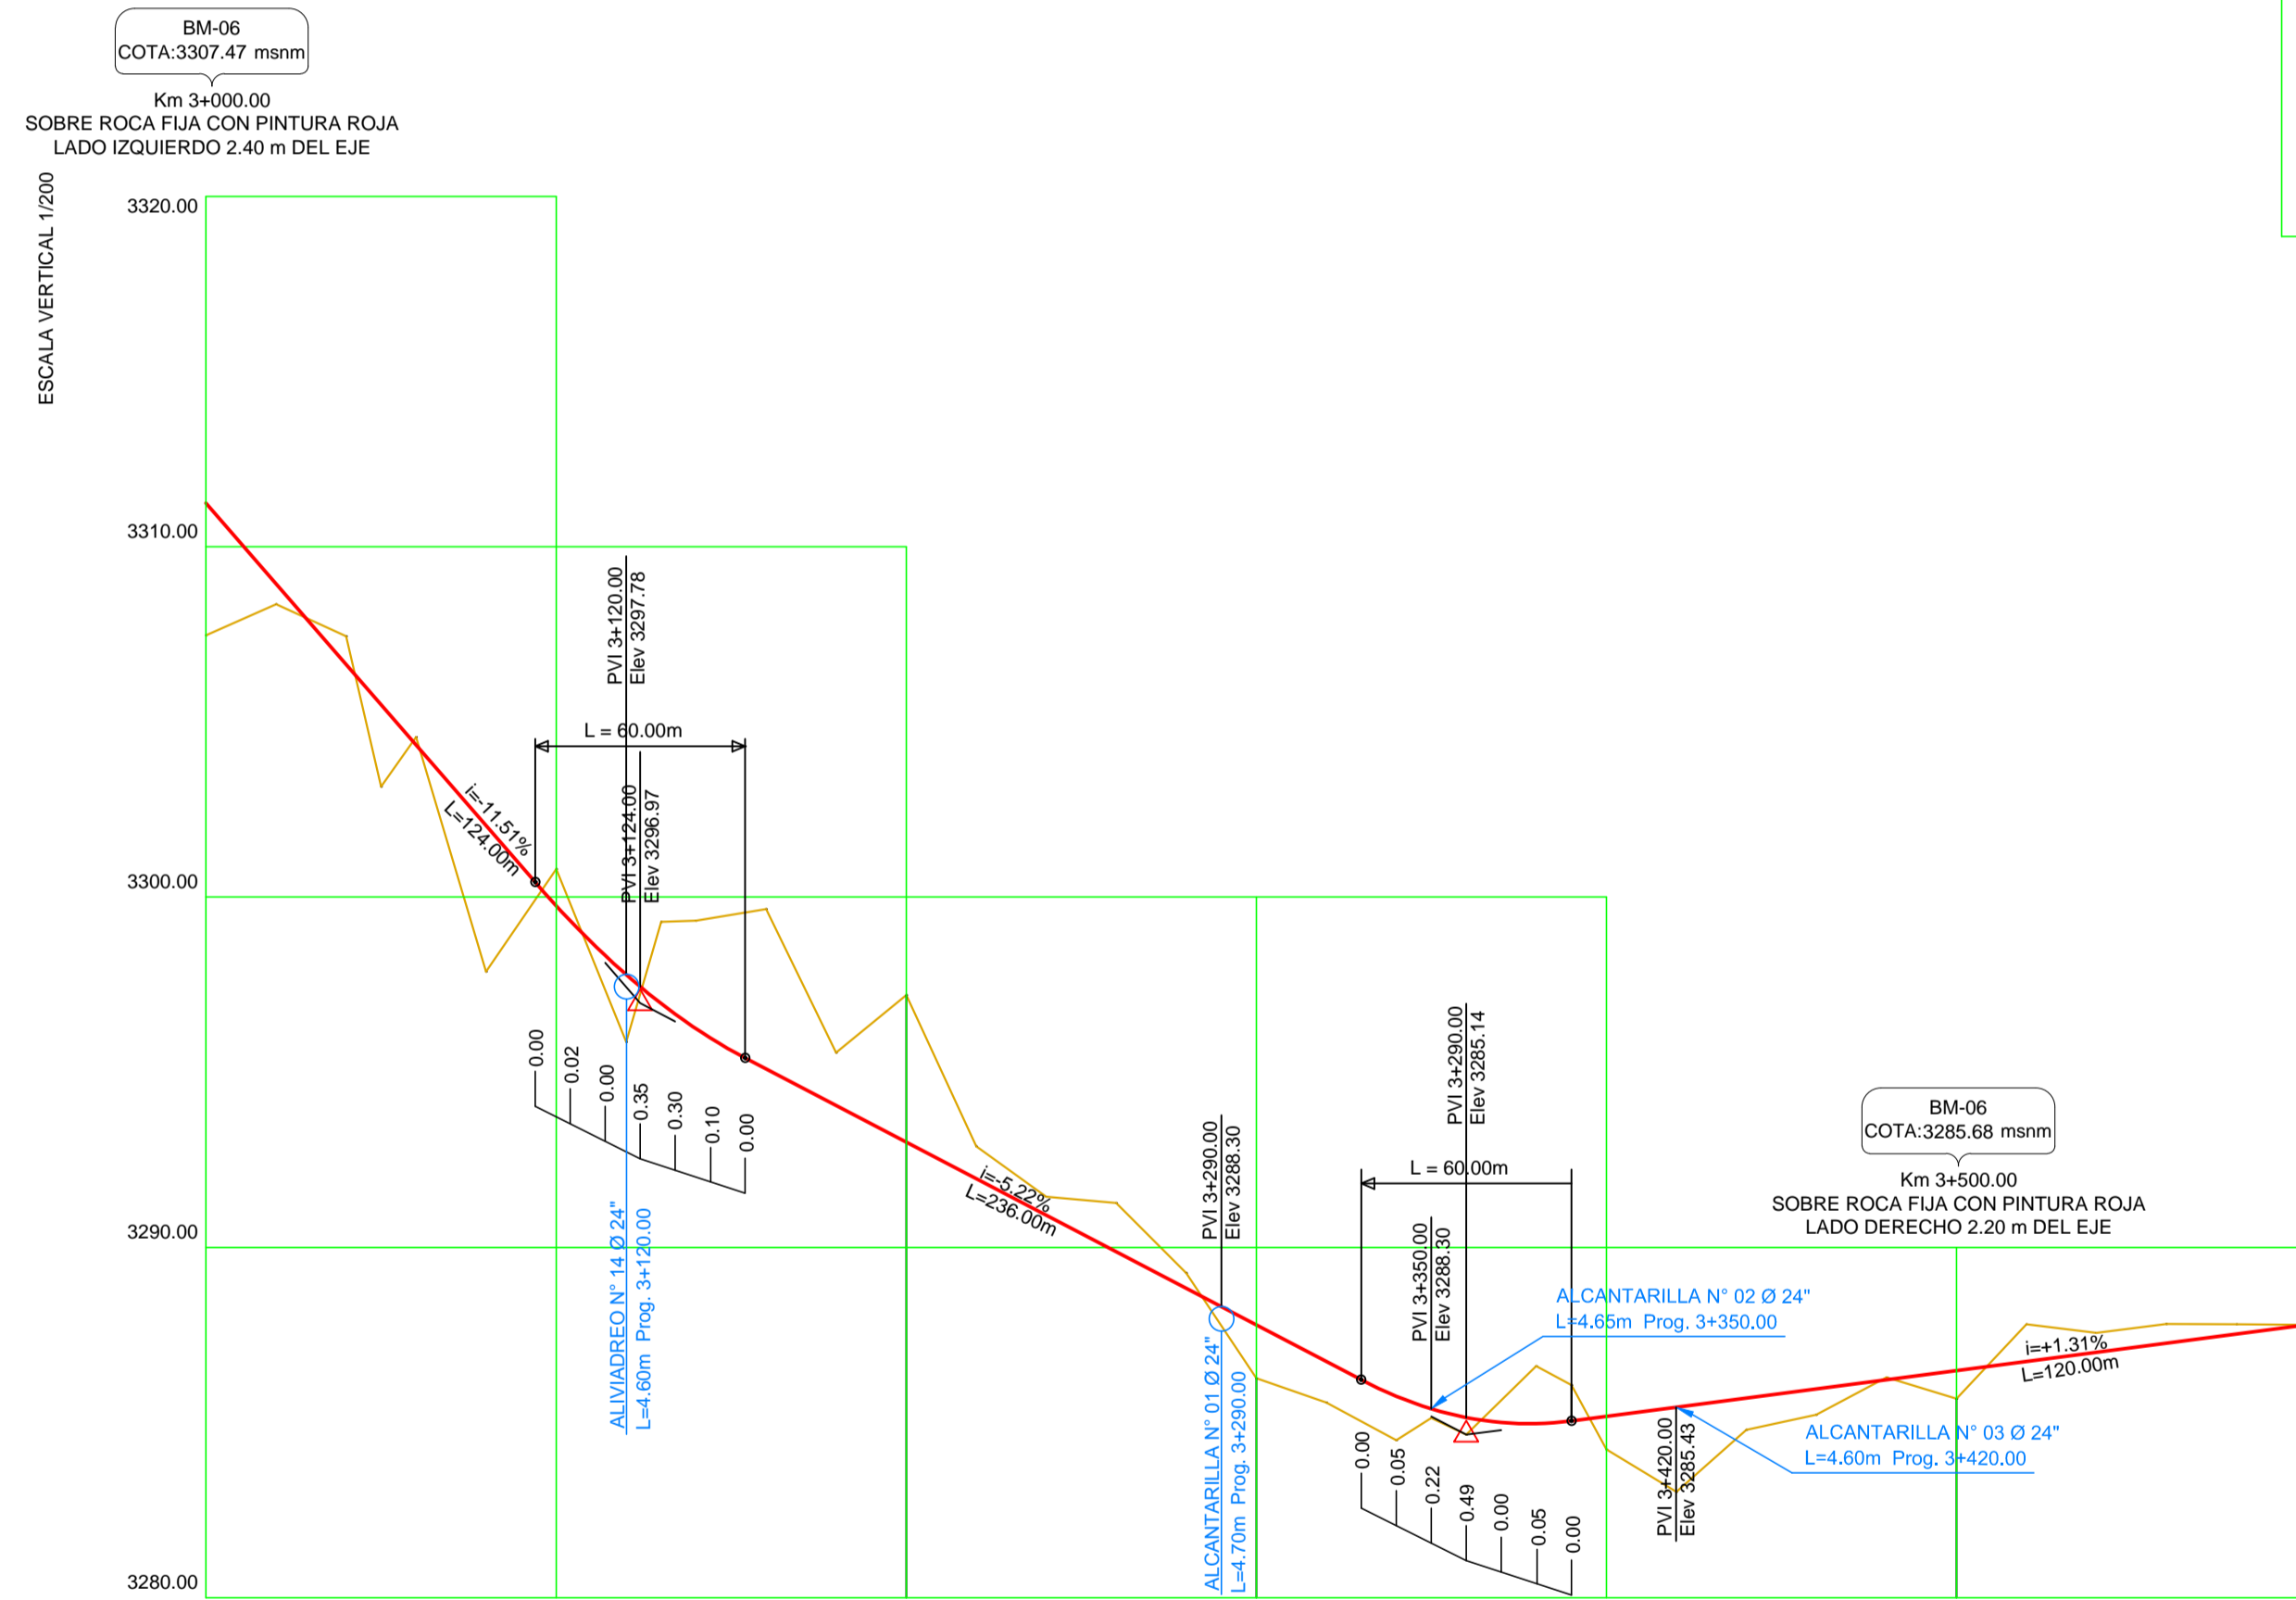 BM-06
COTA:3307.47 msnm
Km 3+000.00
SOBRE ROCA FIJA CON PINTURA ROJA
LADO IZQUIERDO 2.40 m DEL EJE
ESCALA VERTICAL 1/200
3320.00
3310.00
3300.00
3290.00
3280.00
i=-11.51%
L=124.00m
PVI 3+120.00
Elev 3297.78
L = 60.00m
PVI 3+124.00
Elev 3296.97
0.00
0.02
0.00
0.35
0.30
0.10
0.00
ALIVIADREO N° 14 Ø 24"
L=4.60m Prog. 3+120.00
i=-5.22%
L=236.00m
PVI 3+290.00
Elev 3288.30
ALCANTARILLA N° 01 Ø 24"
L=4.70m Prog. 3+290.00
PVI 3+290.00
Elev 3285.14
L = 60.00m
PVI 3+350.00
Elev 3288.30
ALCANTARILLA N° 02 Ø 24"
L=4.65m Prog. 3+350.00
0.00
0.05
0.22
0.49
0.00
0.05
0.00
PVI 3+420.00
Elev 3285.43
ALCANTARILLA N° 03 Ø 24"
L=4.60m Prog. 3+420.00
BM-06
COTA:3285.68 msnm
Km 3+500.00
SOBRE ROCA FIJA CON PINTURA ROJA
LADO DERECHO 2.20 m DEL EJE
i=+1.31%
L=120.00m